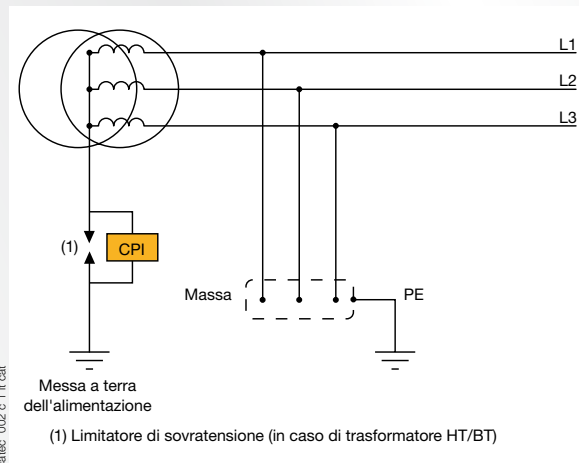 L1
L2
L3
(1)
CPI
Massa
PE
Messa a terra
dell'alimentazione
(1) Limitatore di sovratensione (in caso di trasformatore HT/BT)